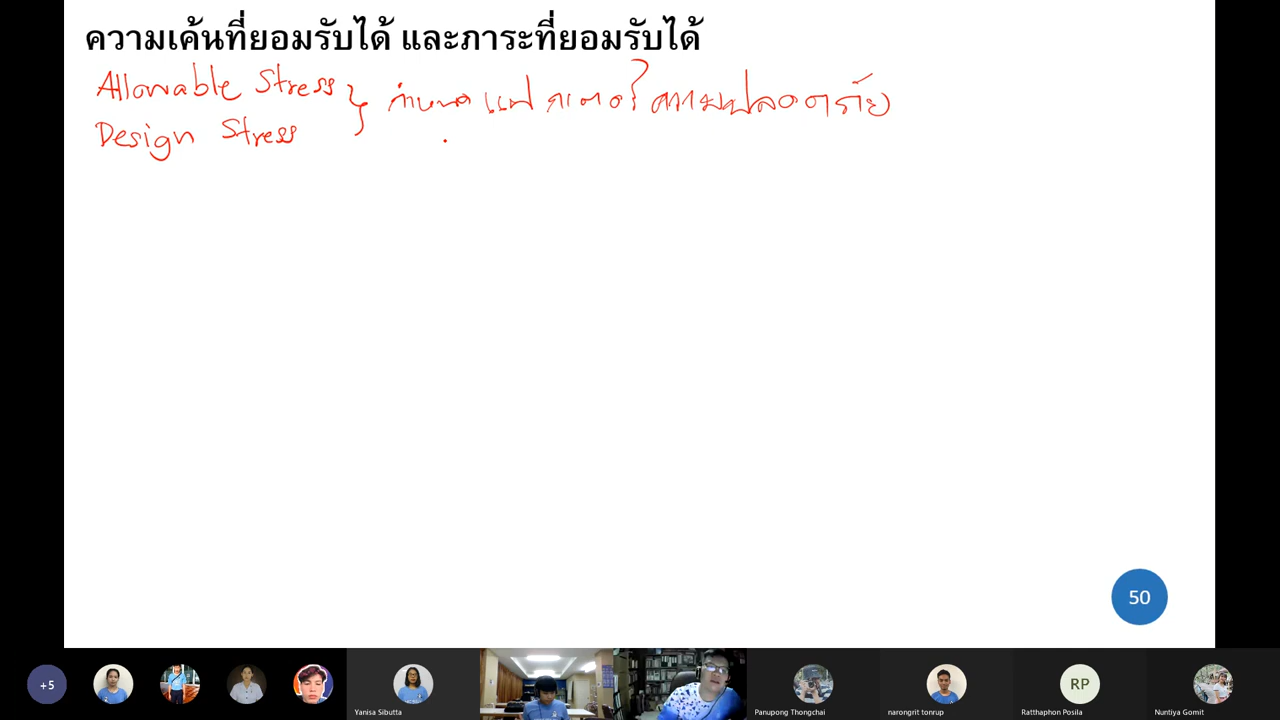 ความเค้นที่ยอมรับได้ และภาระที่ยอมรับได้
Allowable Stress } กำหนด แฟกเตอร์ความปลอดภัย
Design Stress
50
+5
Yanisa Sibutta
Panupong Thongchai
narongrit tonrup
RP
Ratthaphon Posila
Nuntiya Gomit